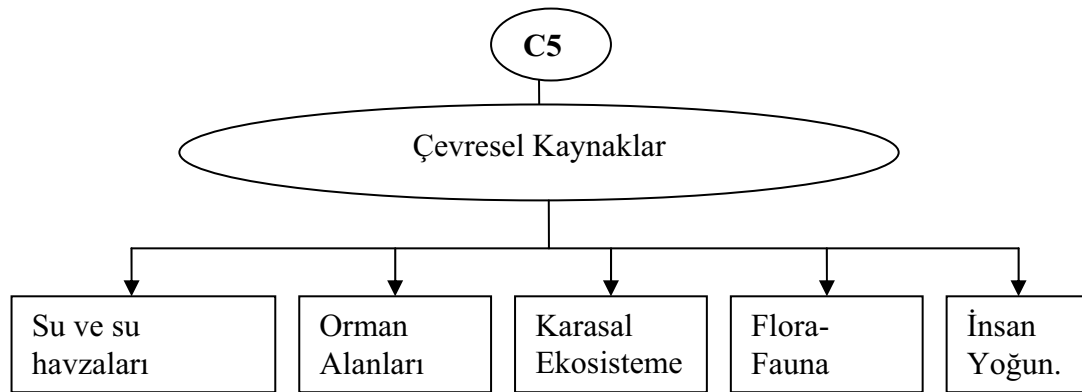 C5
Çevresel Kaynaklar
Su ve su
havzaları
Orman
Alanları
Karasal
Ekosisteme
Flora-
Fauna
İnsan
Yoğun.